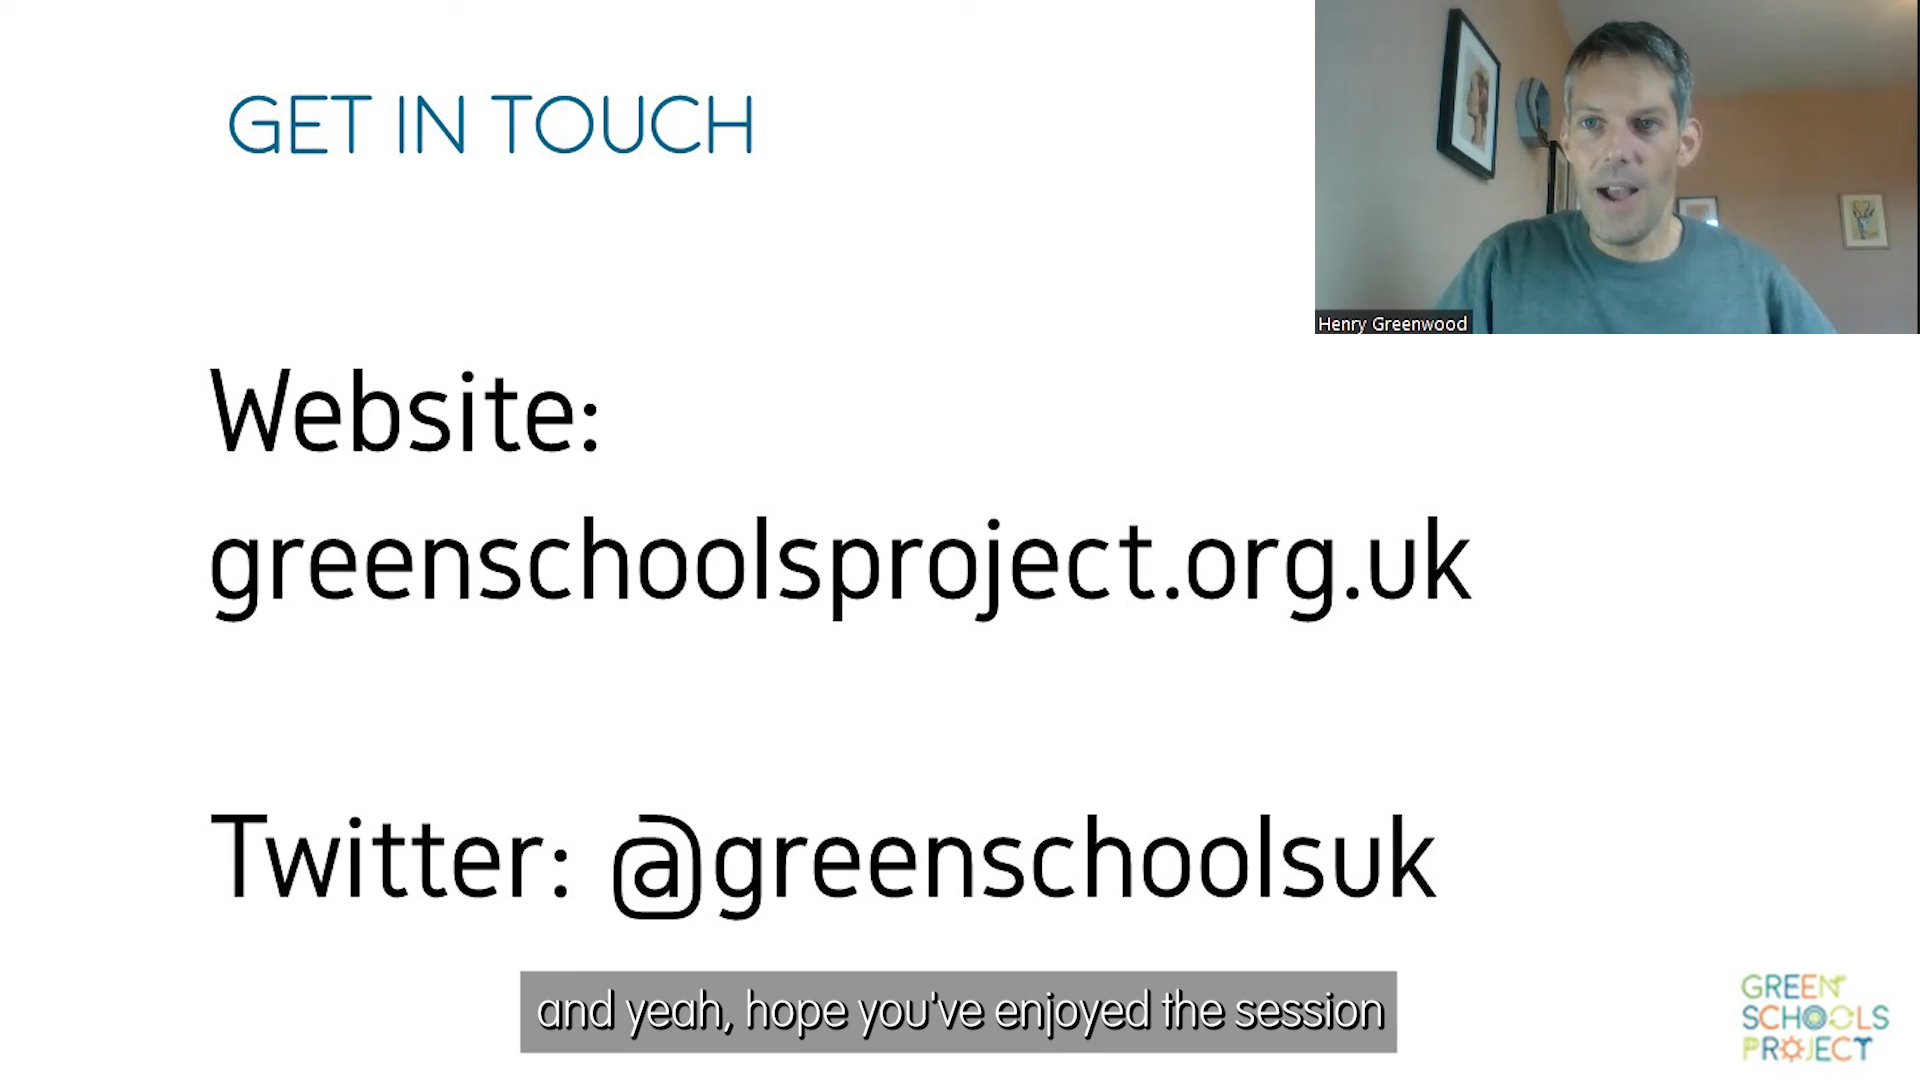 GET IN TOUCH
Henry Greenwood
Website:
greenschoolsproject.org.uk
Twitter: @greenschoolsuk
and yeah, hope you've enjoyed the session
GREEN
SCHOOLS
PROJECT